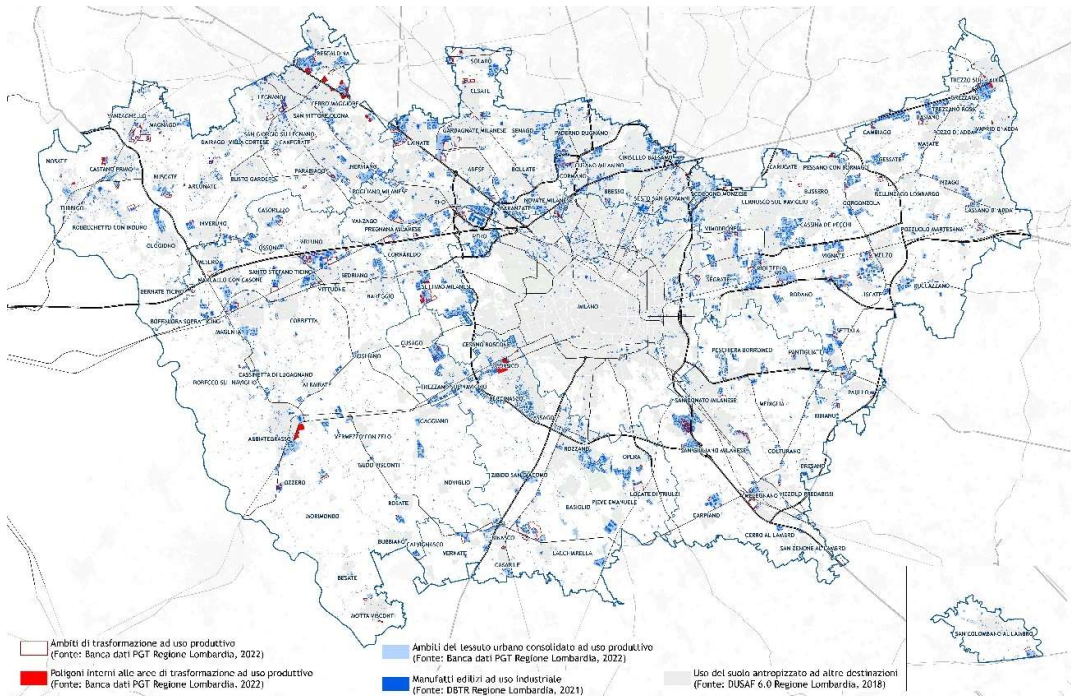 SOLARO
CESATE
LEGNANO
CERRO MAGGIORE
SAN VITTORE OLONA
SAN GIORGIO SU LEGNANO
CANEGRATE
MAGNAGO
DAIRAGO
VILLA CORTESE
NOSATE
CASTANO PRIMO
BUSCATE
ARCONATE
BUSTO GAROLFO
PARABIAGO
NERVIANO
LAINATE
GARBAGNATE MILANESE
SENAGO
PADERNO DUGNANO
CINISELLO BALSAMO
CORMANO
BOLLATE
NOVATE MILANESE
BRESSO
SESTO SAN GIOVANNI
POGLIANO MILANESE
TURBIGO
ROBECCHETTO CON INDUNO
CUGGIONO
INVERUNO
CASOREZZO
OSSONA
VANZAGO
PREGNANA MILANESE
RHO
CORNAREDO
SANTO STEFANO TICINO
MARCALLO CON CASONE
BERNATE TICINO
BOFFALORA SOPRA TICINO
MAGENTA
CORBETTA
VITTUONE
SEDRIANO
BAREGGIO
SETTIMO MILANESE
CUSAGO
CISLIANO
CASSINETTA DI LUGAGNANO
ROBECCO SUL NAVIGLIO
ALBAIRATE
ABBIATEGRASSO
VERMEZZO CON ZELO
GAGGIANO
TREZZANO SUL NAVIGLIO
CESANO BOSCONE
CORSICO
BUCCINASCO
ASSAGO
ROZZANO
OPERA
MILANO
CARUGATE
PESSANO CON BORNAGO
CAMBIAGO
GESSATE
MASATE
BASIANO
GREZZAGO
TREZZANO ROSA
POZZO D'ADDA
VAPRIO D'ADDA
INZAGO
BELLINZAGO LOMBARDO
GORGONZOLA
BUSSERO
CERNUSCO SUL NAVIGLIO
CASSINA DE' PECCHI
VIMODRONE
CASSANO D'ADDA
POZZUOLO MARTESANA
VIGNATE
MELZO
LISCATE
TRUCCAZZANO
SEGRATE
PIOLTELLO
RODANO
SETTALA
PESCHIERA BORROMEO
PANTIGLIATE
MEDIGLIA
PAULLO
TRIBIANO
COLTURANO
DRESANO
SAN DONATO MILANESE
SAN GIULIANO MILANESE
MELEGNANO
VIZZOLO PREDABISSI
CERRO AL LAMBRO
SAN ZENONE AL LAMBRO
CARPIANO
LOCATE DI TRIULZI
PIEVE EMANUELE
BASIGLIO
ZIBIDO SAN GIACOMO
LACCHIARELLA
BINASCO
CASARILE
NOVIGLIO
VERNATE
CALVIGNASCO
BUBBIANO
ROSATE
GUDO VISCONTI
OZZERO
MORIMONDO
BESATE
MOTTA VISCONTI
SAN COLOMBANO AL LAMBRO
Ambiti di trasformazione ad uso produttivo
(Fonte: Banca dati PGT Regione Lombardia, 2022)
Poligoni interni alle aree di trasformazione ad uso produttivo
(Fonte: Banca dati PGT Regione Lombardia, 2022)
Ambiti del tessuto urbano consolidato ad uso produttivo
(Fonte: Banca dati PGT Regione Lombardia, 2022)
Manufatti edilizi ad uso industriale
(Fonte: DBTR Regione Lombardia, 2021)
Uso del suolo antropizzato ad altre destinazioni
(Fonte: DUSAF 6.0 Regione Lombardia, 2018)